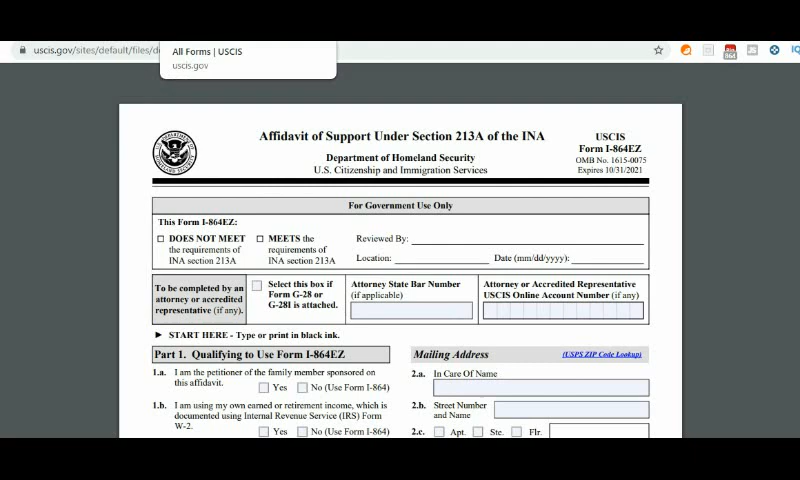 uscis.gov/sites/default/files/d
All Forms | USCIS
uscis.gov
864
IQ
Affidavit of Support Under Section 213A of the INA
Department of Homeland Security
U.S. Citizenship and Immigration Services
USCIS
Form I-864EZ
OMB No. 1615-0075
Expires 10/31/2021
For Government Use Only
This Form I-864EZ:
DOES NOT MEET
the requirements of
INA section 213A
MEETS the
requirements of
INA section 213A
Reviewed By:
Location:
Date (mm/dd/yyyy):
To be completed by an
attorney or accredited
representative (if any).
Select this box if
Form G-28 or
G-28I is attached.
Attorney State Bar Number
(if applicable)
Attorney or Accredited Representative
USCIS Online Account Number (if any)
► START HERE - Type or print in black ink.
Part 1. Qualifying to Use Form I-864EZ
1.a. I am the petitioner of the family member sponsored on
this affidavit.
Yes No (Use Form I-864)
1.b. I am using my own earned or retirement income, which is
documented using Internal Revenue Service (IRS) Form
W-2.
Yes No (Use Form I-864)
Mailing Address (USPS ZIP Code Lookup)
2.a. In Care Of Name
2.b. Street Number
and Name
2.c. Apt. Ste. Flr.